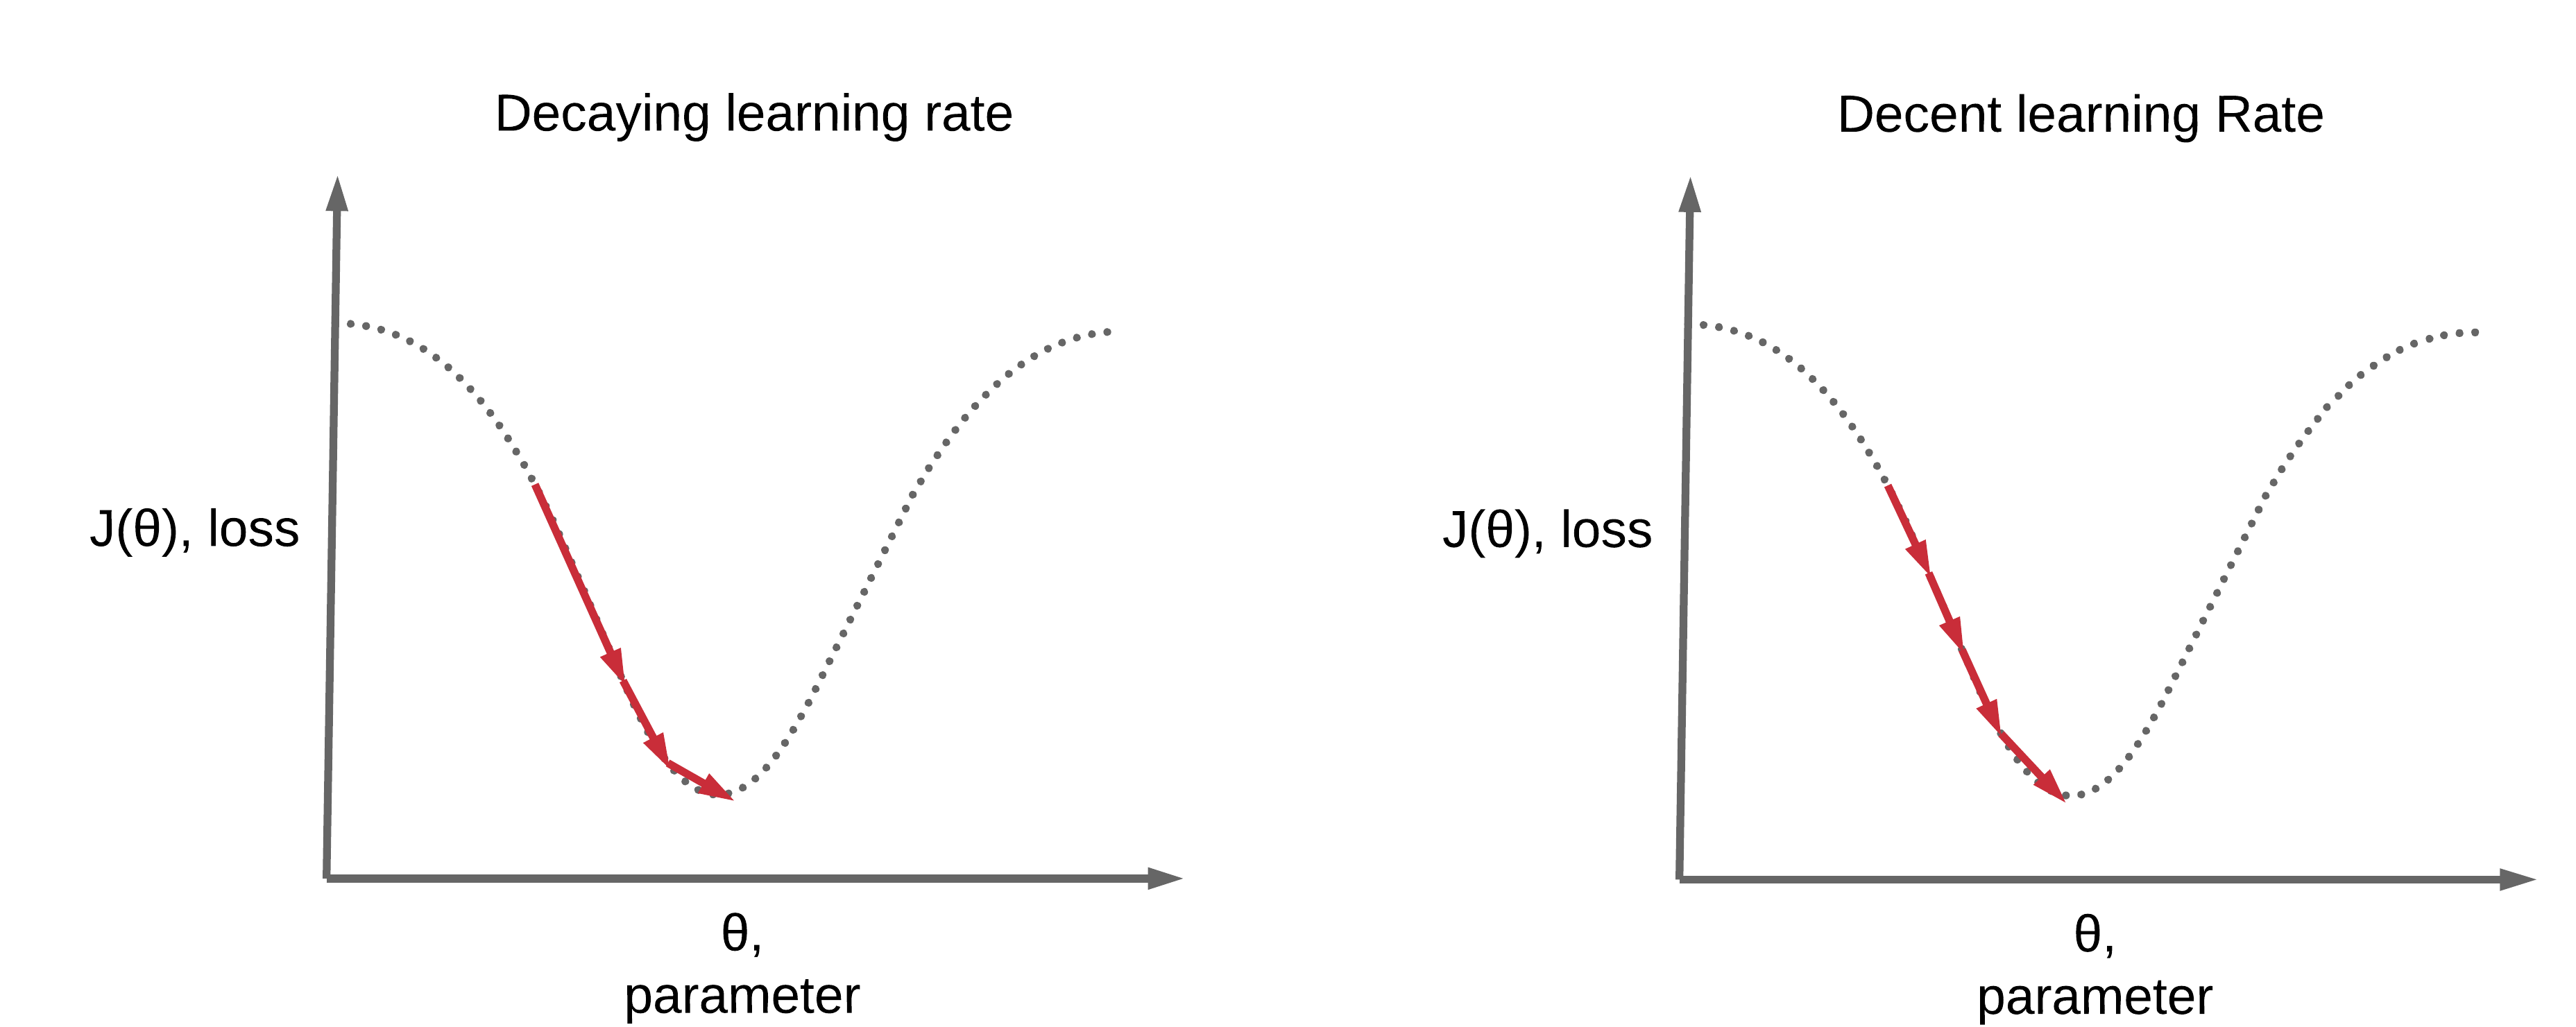 Decaying learning rate
J(θ), loss
θ,
parameter
Decent learning Rate
J(θ), loss
θ,
parameter